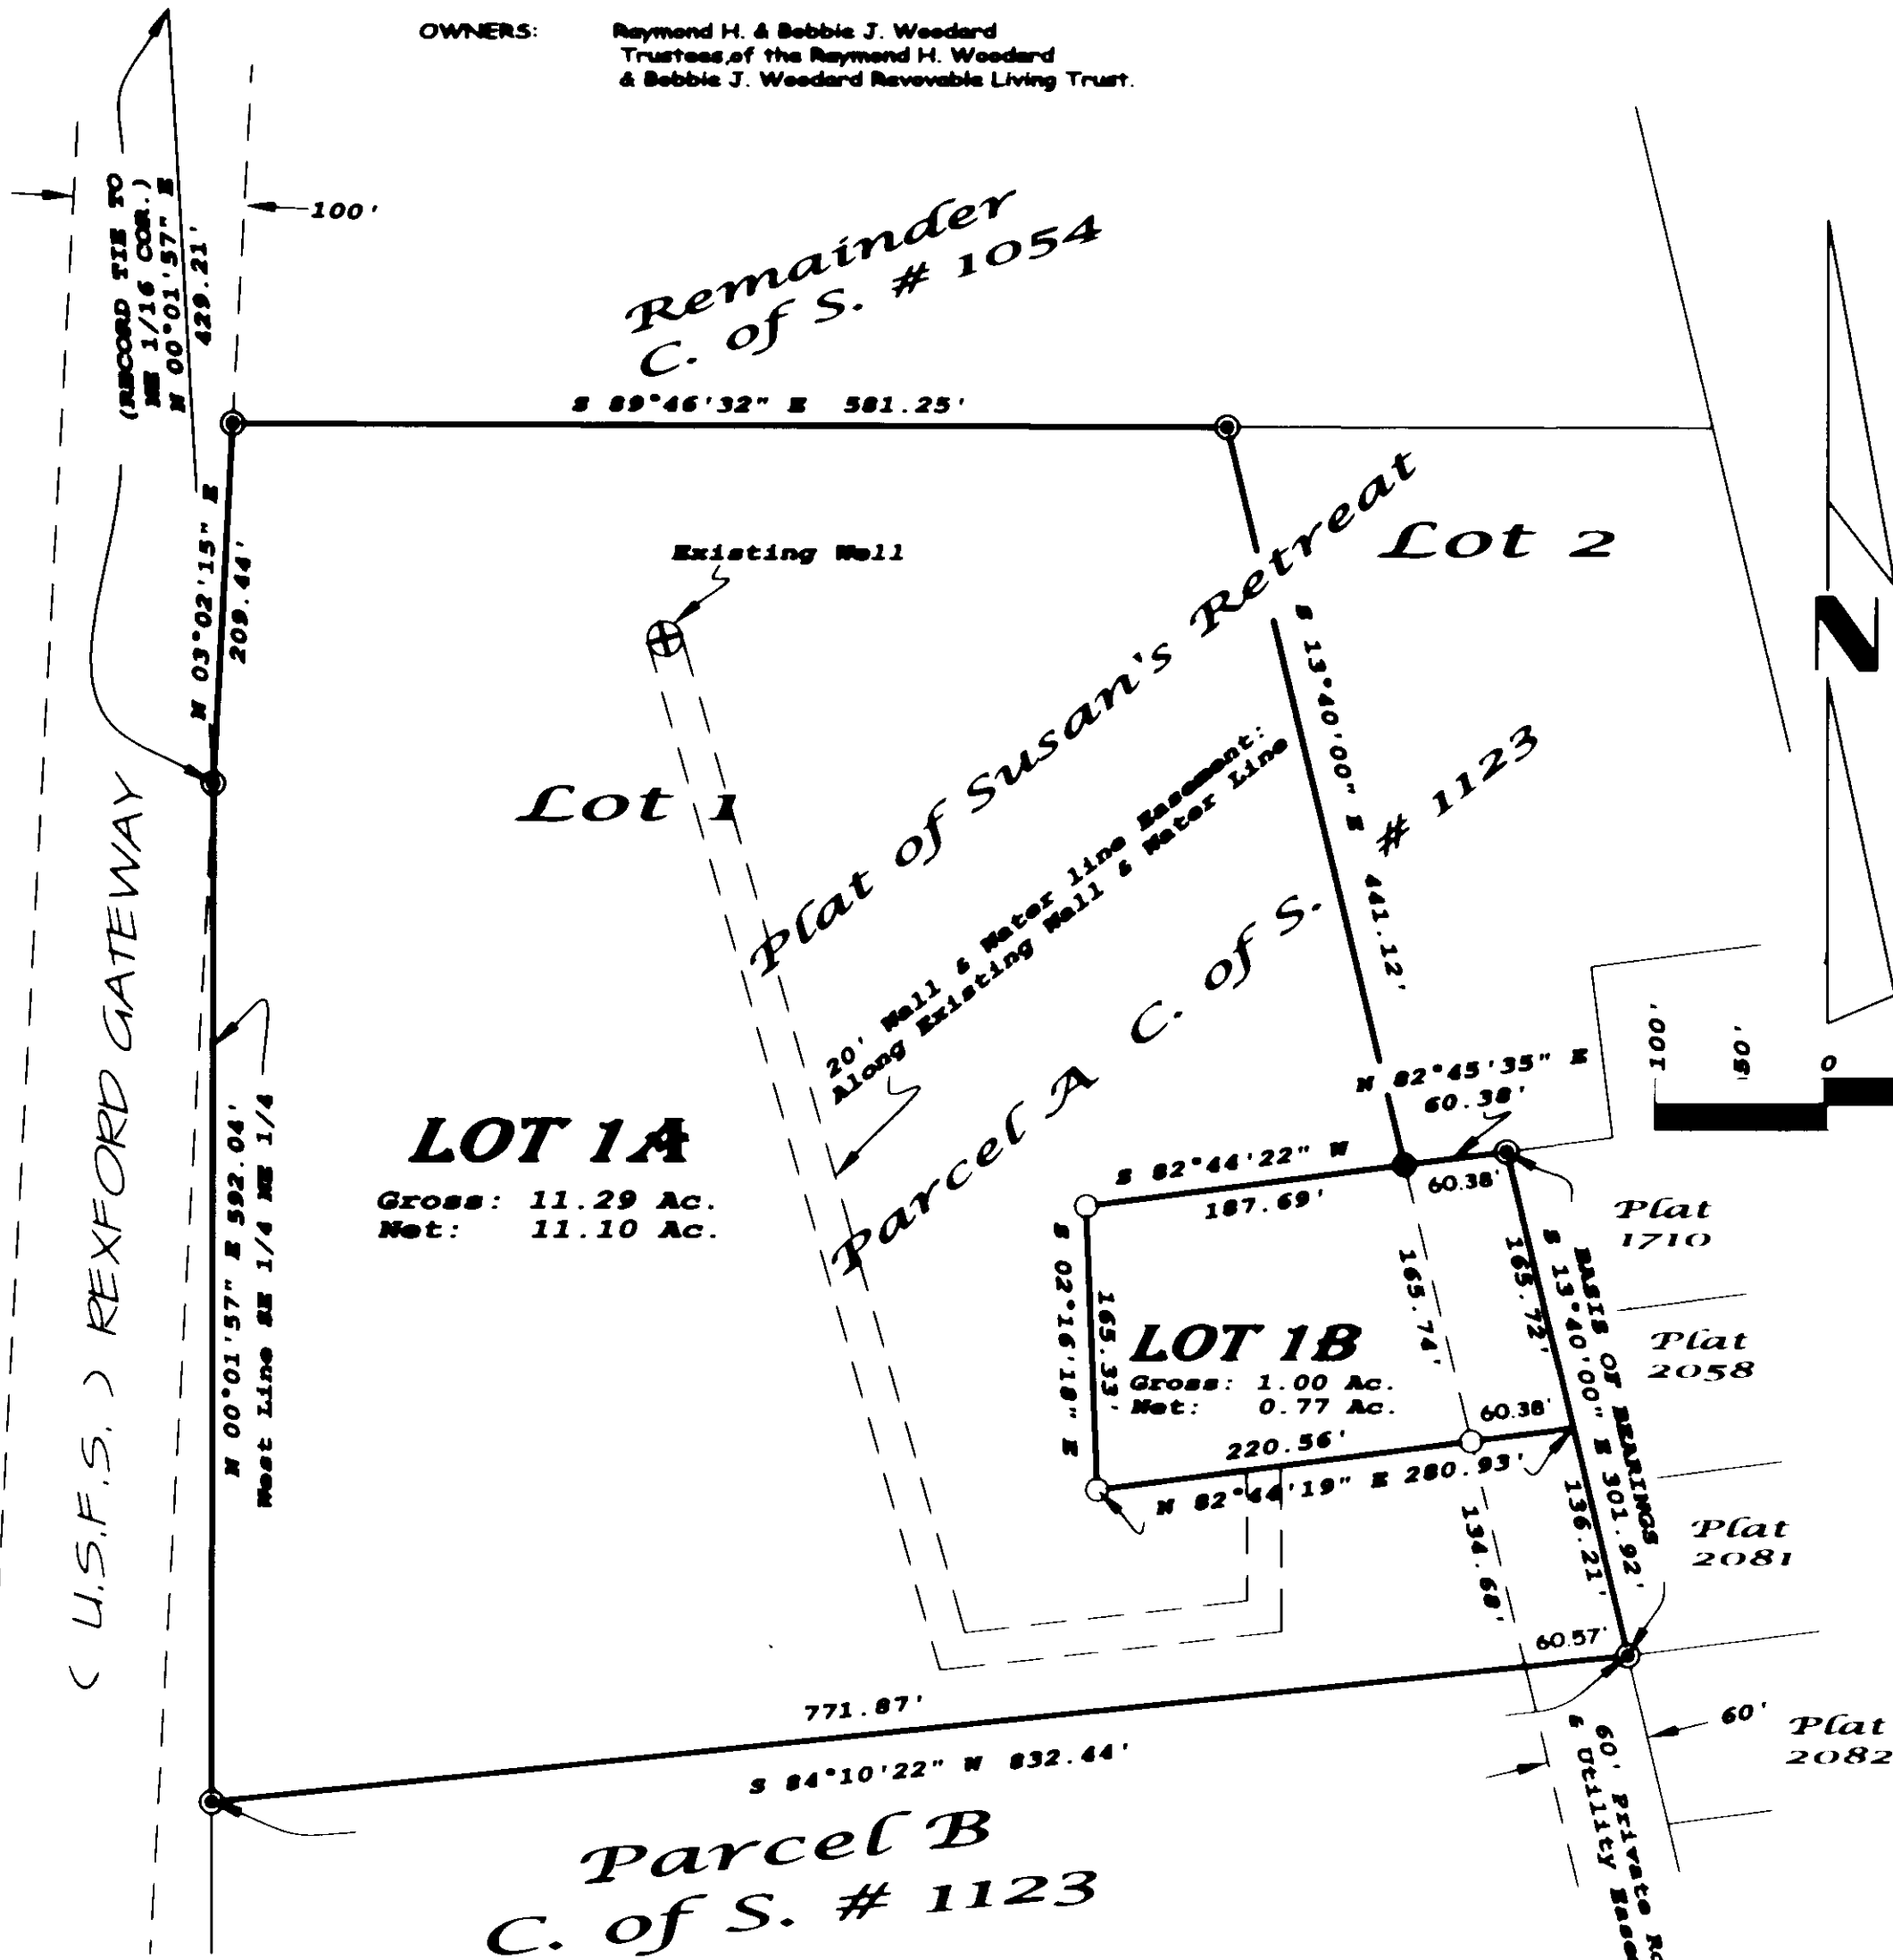 OWNERS: Raymond H. & Bobbie J. Woodard
Trustees, of the Raymond H. Woodard
& Bobbie J. Woodard Revovable Living Trust.
(RECORD TIE TO
NE 1/16 COR.)
N 00°01'57" E
429.21'
100'
Remainder
C. of S. # 1054
S 89°46'32" E 581.25'
N 03°02'15" E
209.44'
Existing Well
Lot 2
Lot 1
Plat of Susan's Retreat
S 13°40'00" E 441.12'
20' Well & Water line Easement:
Along Existing Well & Water Line
Parcel A C. of S. # 1123
N
100'
50'
0
(U.S.F.S.) REXFORD GATEWAY
N 00°01'57" E 592.04'
West Line SE 1/4 NE 1/4
LOT 1A
Gross: 11.29 Ac.
Net: 11.10 Ac.
N 82°45'35" E
60.38'
S 82°44'22" W
187.69'
60.38'
S 02°16'18" E
165.33'
LOT 1B
Gross: 1.00 Ac.
Net: 0.77 Ac.
165.74'
165.72'
BASIS OF BEARINGS
S 13°40'00" E 301.92'
Plat
1710
Plat
2058
60.38'
220.56'
N 82°44'19" E 280.93'
134.68'
136.21'
Plat
2081
60.57'
771.87'
S 84°10'22" W 832.44'
60'
Plat
2082
60' Private
& Utility
Parcel B
C. of S. # 1123